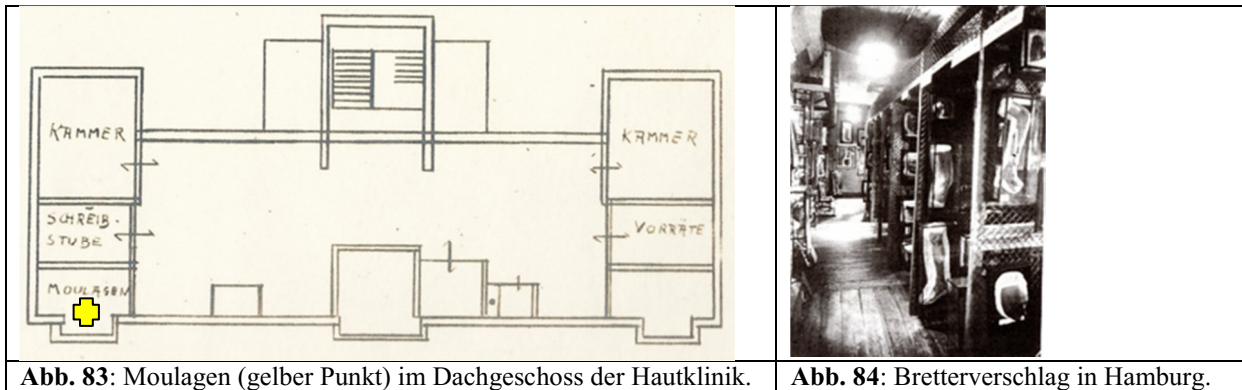 KAMMER
KAMMER
SCHREIB-
STUBE
VORRÄTE
MOULAGEN
Abb. 83: Moulagen (gelber Punkt) im Dachgeschoss der Hautklinik.
Abb. 84: Bretterverschlag in Hamburg.